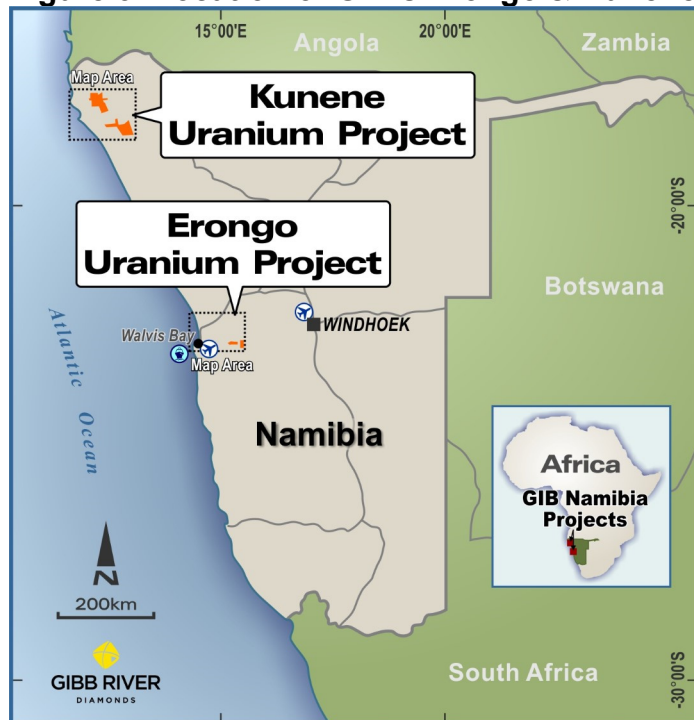 15°00'E
20°00'E
Angola
Zambia
Map Area
Kunene
Uranium Project
-20°00'S
Erongo
Uranium Project
Botswana
WINDHOEK
Walvis Bay
Map Area
Atlantic
Ocean
Namibia
Africa
GIB Namibia
Projects
N
200km
GIBB RIVER
DIAMONDS
South Africa
-30°00'S